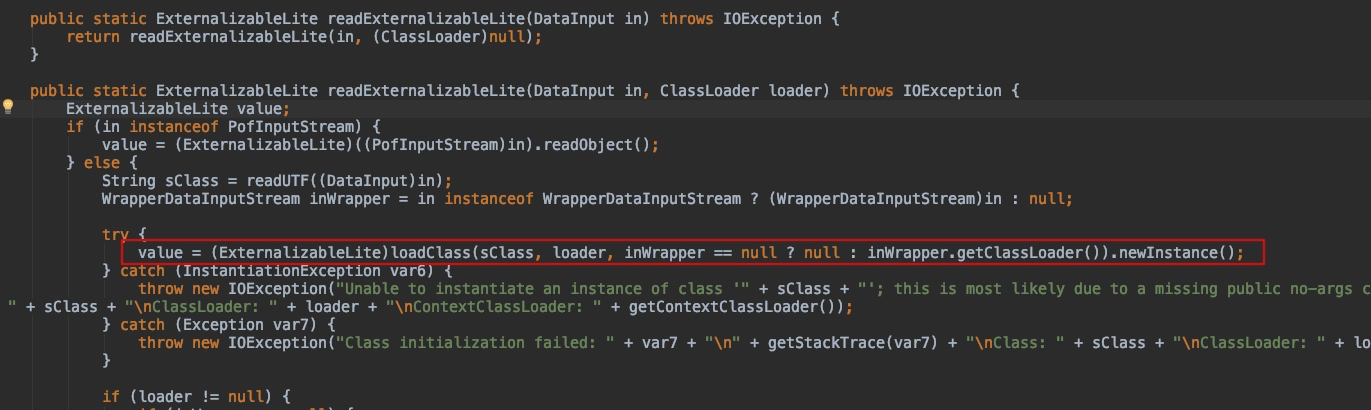 public static ExternalizableLite readExternalizableLite(DataInput in) throws IOException {
return readExternalizableLite(in, (ClassLoader)null);
}
public static ExternalizableLite readExternalizableLite(DataInput in, ClassLoader loader) throws IOException {
ExternalizableLite value;
if (in instanceof PofInputStream) {
value = (ExternalizableLite)((PofInputStream)in).readObject();
} else {
String sClass = readUTF((DataInput)in);
WrapperDataInputStream inWrapper = in instanceof WrapperDataInputStream ? (WrapperDataInputStream)in : null;
try {
value = (ExternalizableLite)loadClass(sClass, loader, inWrapper == null ? null : inWrapper.getClassLoader()).newInstance();
} catch (InstantiationException var6) {
throw new IOException("Unable to instantiate an instance of class '" + sClass + "'; this is most likely due to a missing public no-args c
" + sClass + "\nClassLoader: " + loader + "\nContextClassLoader: " + getContextClassLoader());
} catch (Exception var7) {
throw new IOException("Class initialization failed: " + var7 + "\n" + getStackTrace(var7) + "\nClass: " + sClass + "\nClassLoader: " + lo
}
if (loader != null) {